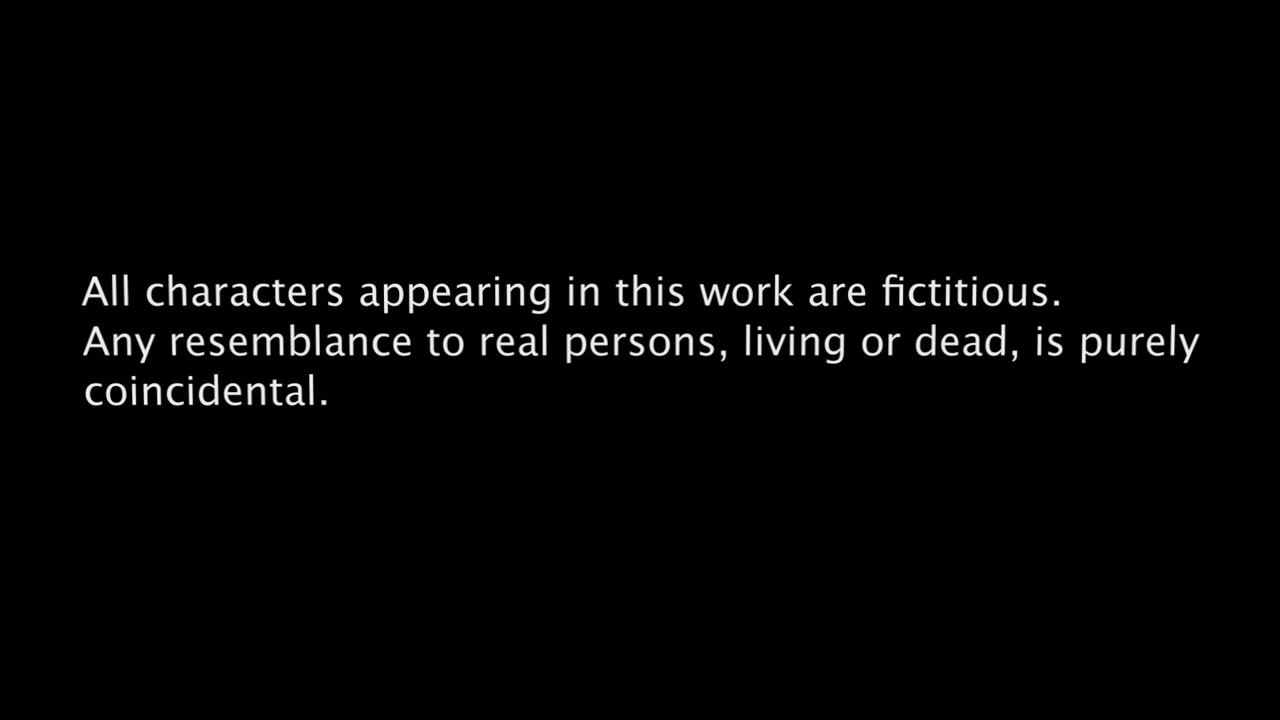 All characters appearing in this work are fictitious.
Any resemblance to real persons, living or dead, is purely
coincidental.